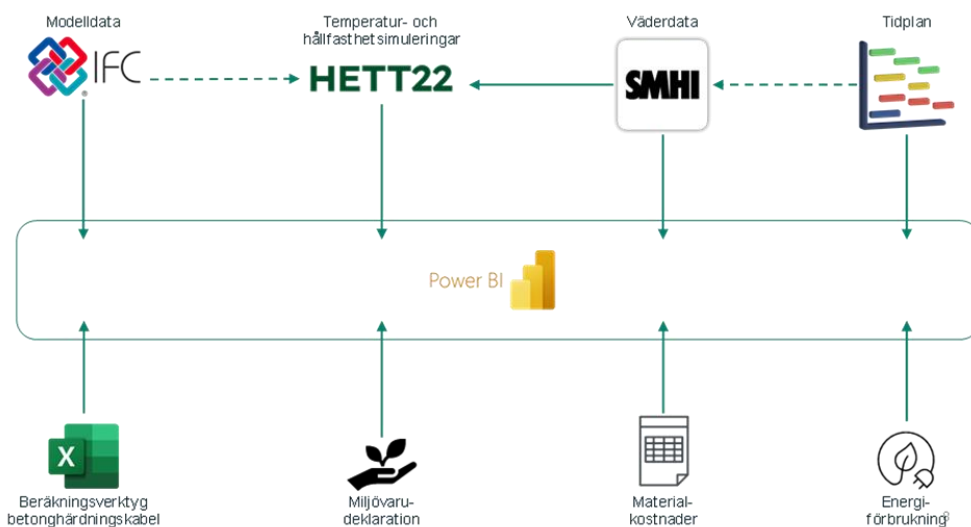 Modelldata
Temperatur- och
hållfasthetsimuleringar
Väderdata
Tidplan
IFC
®
HETT22
SMHI
Power BI
X
Beräkningsverktyg
betonghärdningskabel
Miljövaru-
deklaration
Material-
kostnader
Energi-
förbrukning